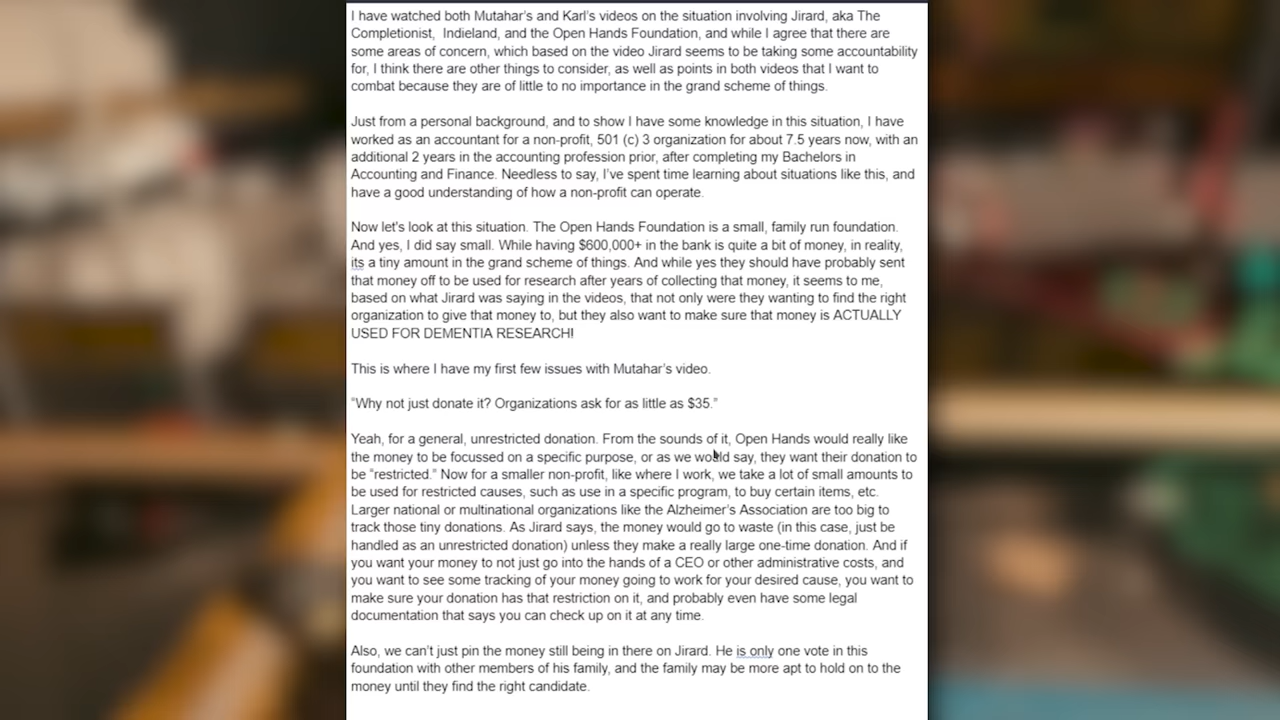 I have watched both Mutahar's and Karl's videos on the situation involving Jirard, aka The
Completionist,  Indieland, and the Open Hands Foundation, and while I agree that there are
some areas of concern, which based on the video Jirard seems to be taking some accountability
for, I think there are other things to consider, as well as points in both videos that I want to
combat because they are of little to no importance in the grand scheme of things.
Just from a personal background, and to show I have some knowledge in this situation, I have
worked as an accountant for a non-profit, 501 (c) 3 organization for about 7.5 years now, with an
additional 2 years in the accounting profession prior, after completing my Bachelors in
Accounting and Finance. Needless to say, I've spent time learning about situations like this, and
have a good understanding of how a non-profit can operate.
Now let's look at this situation. The Open Hands Foundation is a small, family run foundation.
And yes, I did say small. While having $600,000+ in the bank is quite a bit of money, in reality,
its a tiny amount in the grand scheme of things. And while yes they should have probably sent
that money off to be used for research after years of collecting that money, it seems to me,
based on what Jirard was saying in the videos, that not only were they wanting to find the right
organization to give that money to, but they also want to make sure that money is ACTUALLY
USED FOR DEMENTIA RESEARCH!
This is where I have my first few issues with Mutahar's video.
“Why not just donate it? Organizations ask for as little as $35.”
Yeah, for a general, unrestricted donation. From the sounds of it, Open Hands would really like
the money to be focussed on a specific purpose, or as we would say, they want their donation to
be “restricted.” Now for a smaller non-profit, like where I work, we take a lot of small amounts to
be used for restricted causes, such as use in a specific program, to buy certain items, etc.
Larger national or multinational organizations like the Alzheimer's Association are too big to
track those tiny donations. As Jirard says, the money would go to waste (in this case, just be
handled as an unrestricted donation) unless they make a really large one-time donation. And if
you want your money to not just go into the hands of a CEO or other administrative costs, and
you want to see some tracking of your money going to work for your desired cause, you want to
make sure your donation has that restriction on it, and probably even have some legal
documentation that says you can check up on it at any time.
Also, we can't just pin the money still being in there on Jirard. He is only one vote in this
foundation with other members of his family, and the family may be more apt to hold on to the
money until they find the right candidate.